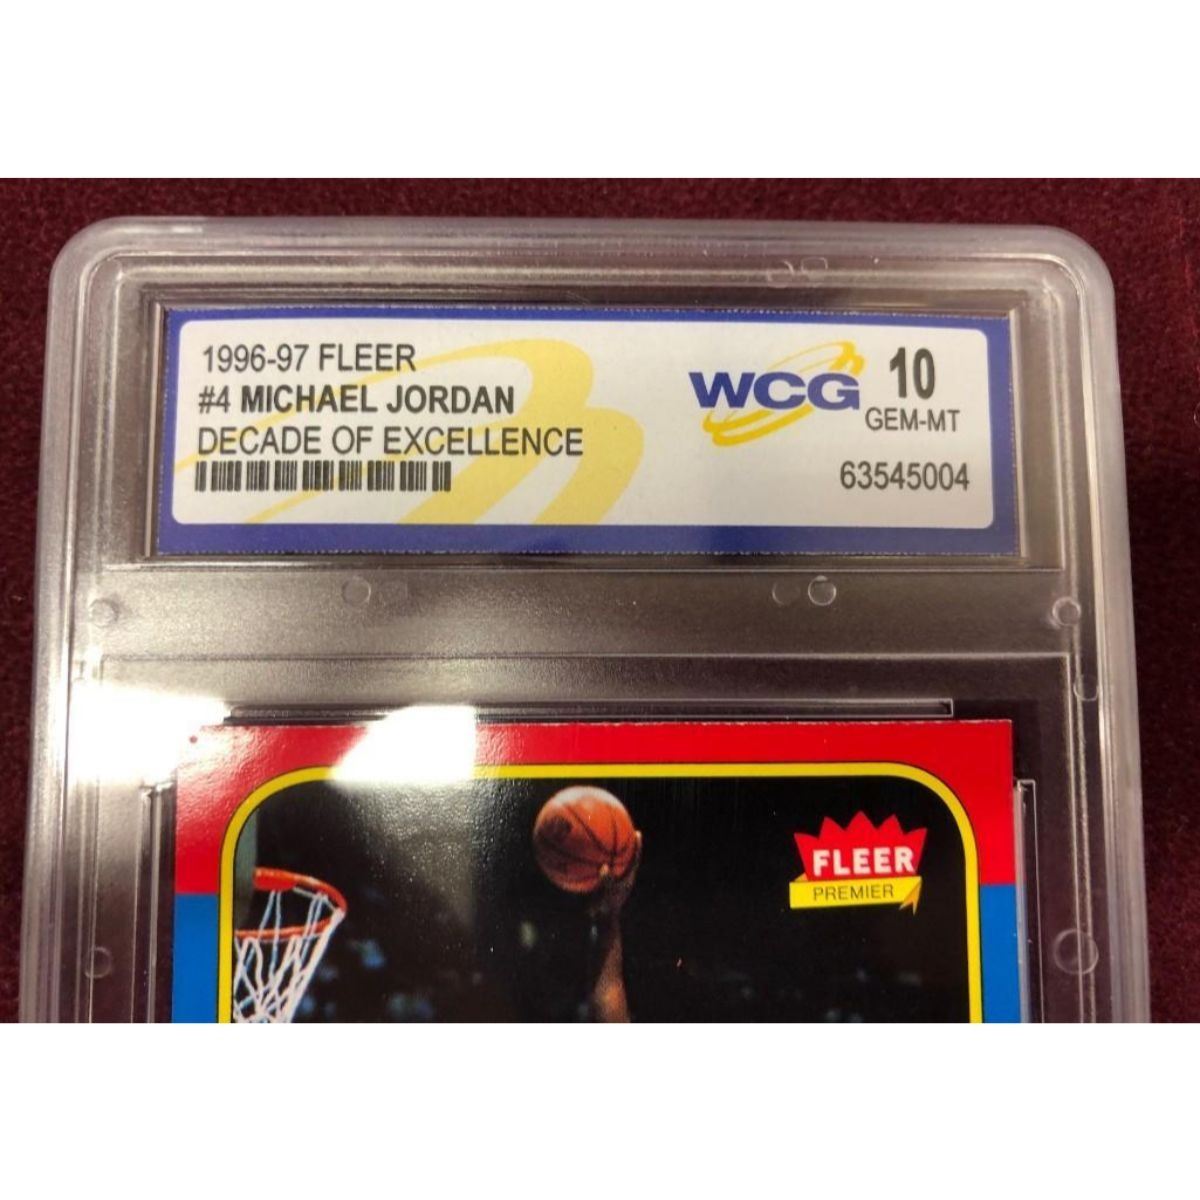 1996-97 FLEER
#4 MICHAEL JORDAN
DECADE OF EXCELLENCE
WCG
10
GEM-MT
63545004
FLEER
PREMIER